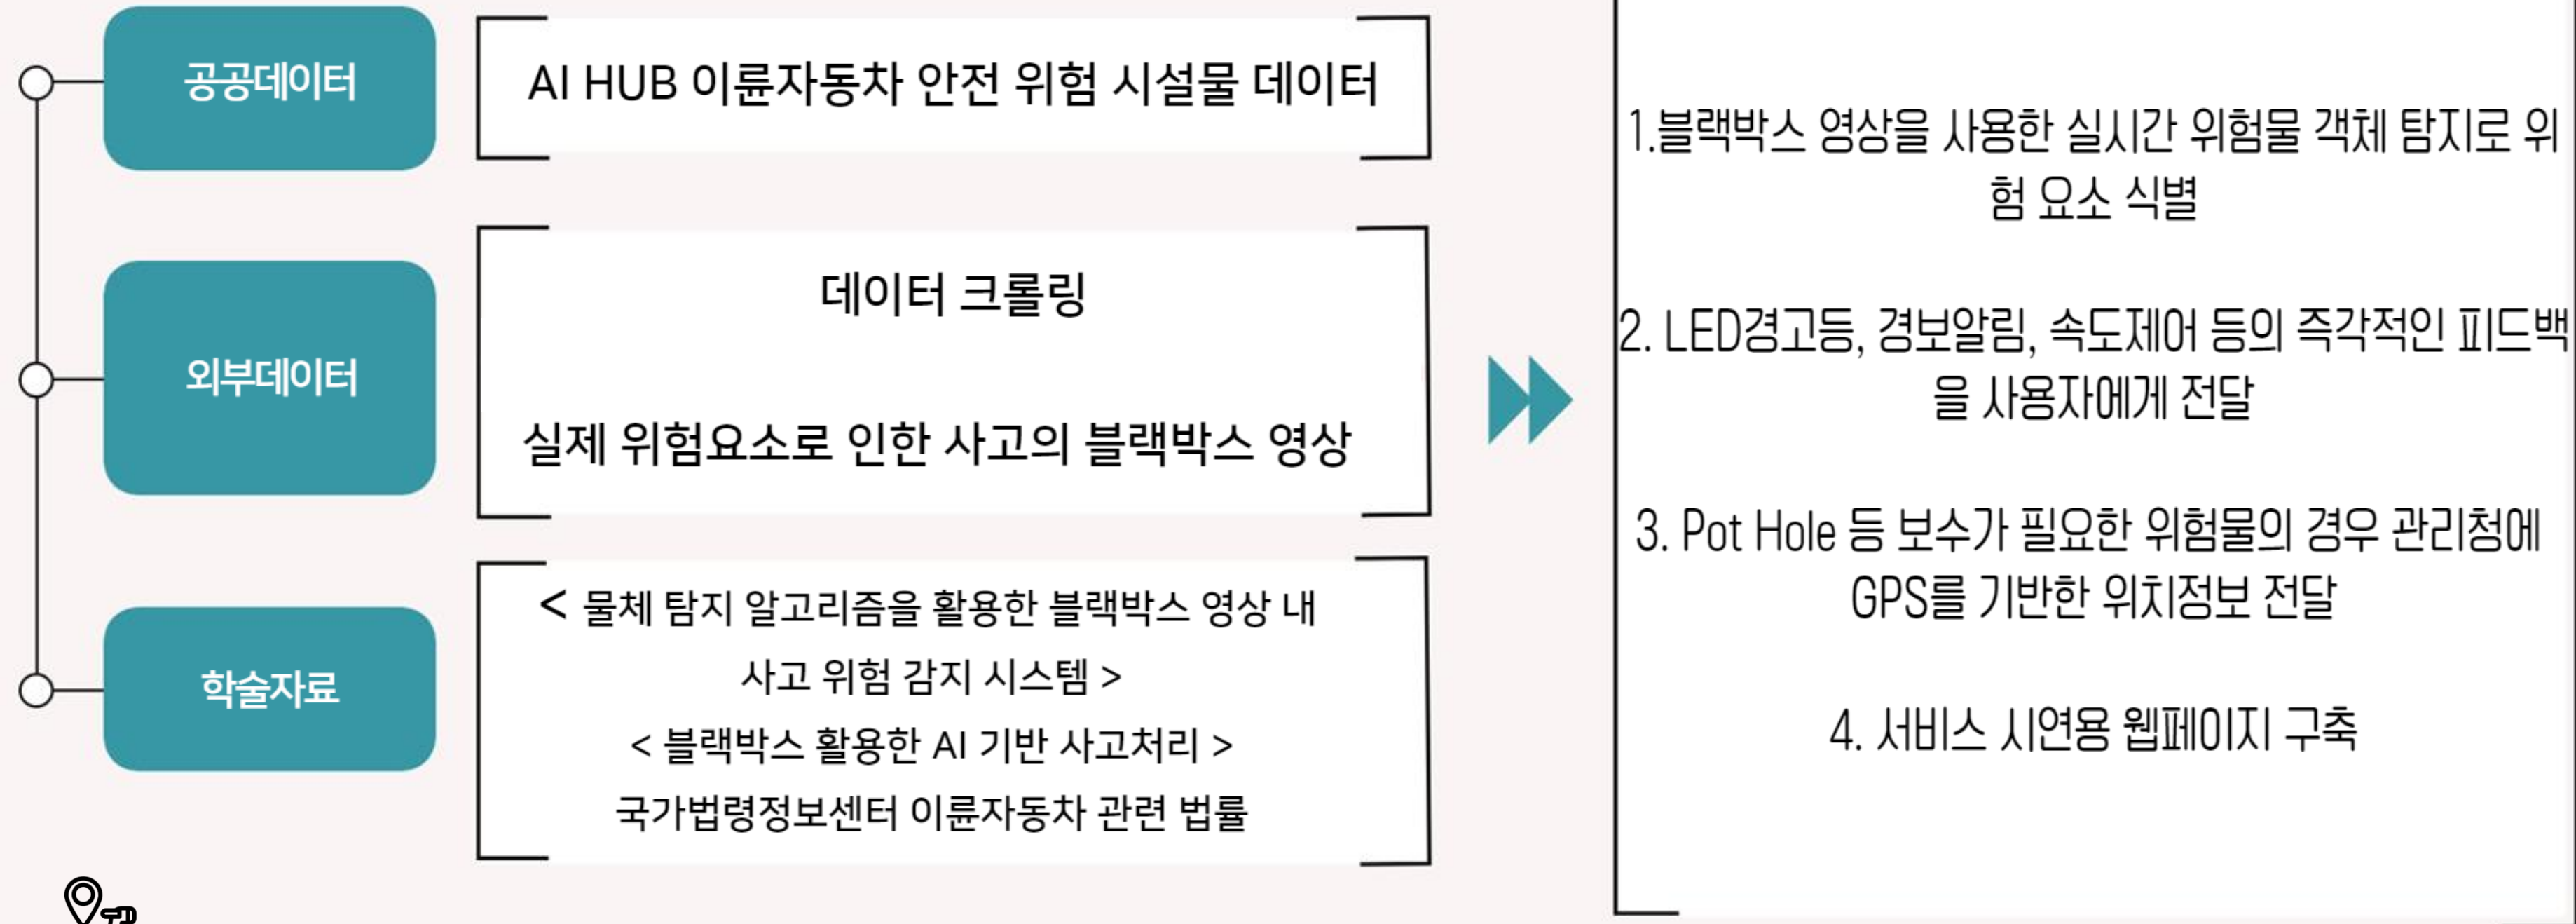 공공데이터
AI HUB 이륜자동차 안전 위험 시설물 데이터
외부데이터
데이터 크롤링
실제 위험요소로 인한 사고의 블랙박스 영상
학술자료
< 물체 탐지 알고리즘을 활용한 블랙박스 영상 내
사고 위험 감지 시스템 >
< 블랙박스 활용한 AI 기반 사고처리 >
국가법령정보센터 이륜자동차 관련 법률
1.블랙박스 영상을 사용한 실시간 위험물 객체 탐지로 위
험 요소 식별
2. LED경고등, 경보알림, 속도제어 등의 즉각적인 피드백
을 사용자에게 전달
3. Pot Hole 등 보수가 필요한 위험물의 경우 관리청에
GPS를 기반한 위치정보 전달
4. 서비스 시연용 웹페이지 구축